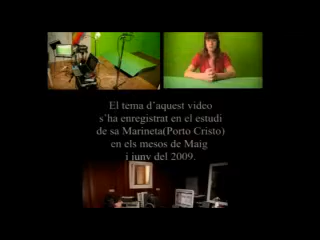 El tema d'aquest video
s'ha enregistrat en el estudi
de sa Marineta(Porto Cristo)
en els mesos de Maig
i juny del 2009.